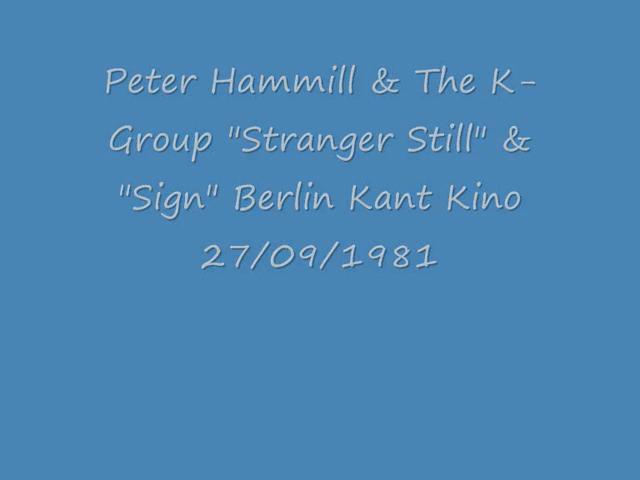 Peter Hammill & The K-
Group "Stranger Still" &
"Sign" Berlin Kant Kino
27/09/1981